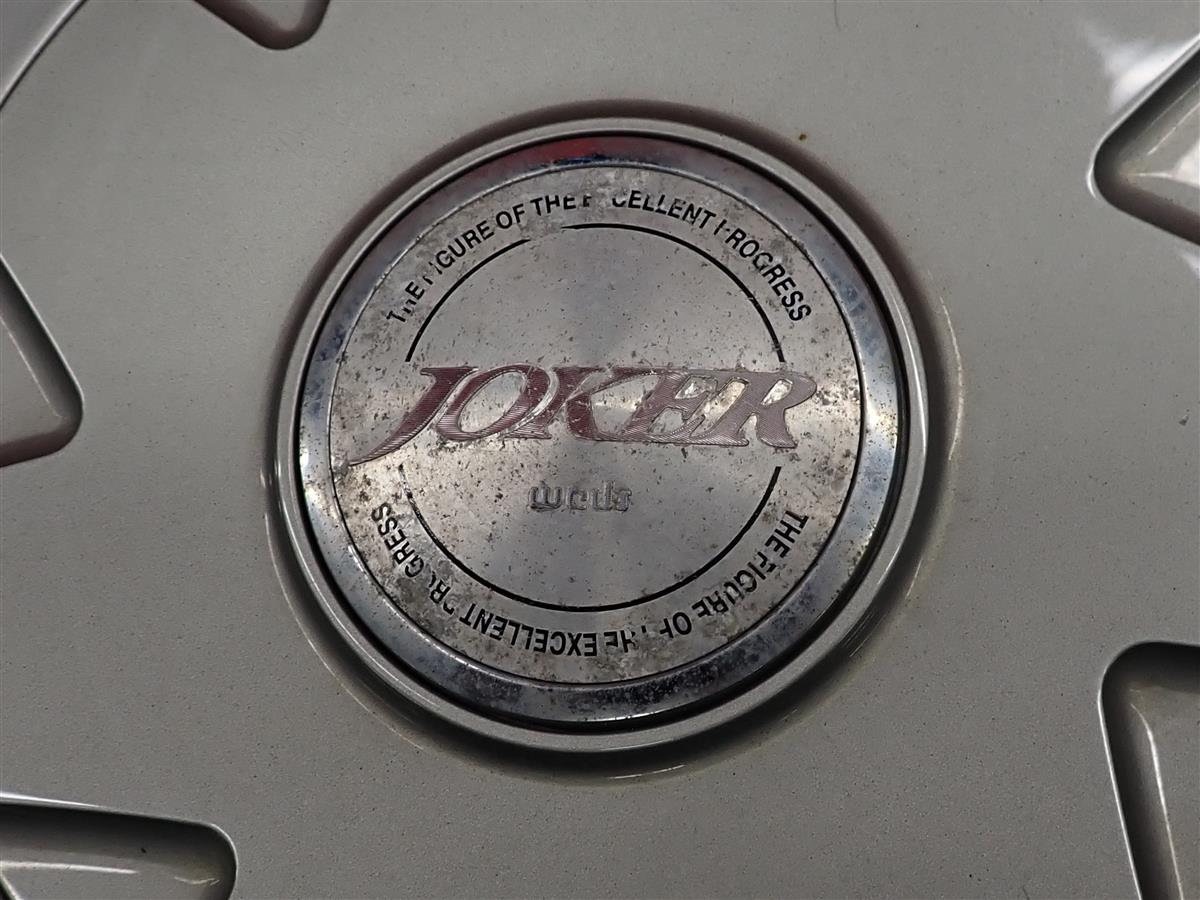 THE FIGURE OF THE EXCELLENT PROGRESS
JOKER
weds
THE FIGURE OF THE EXCELLENT PROGRESS